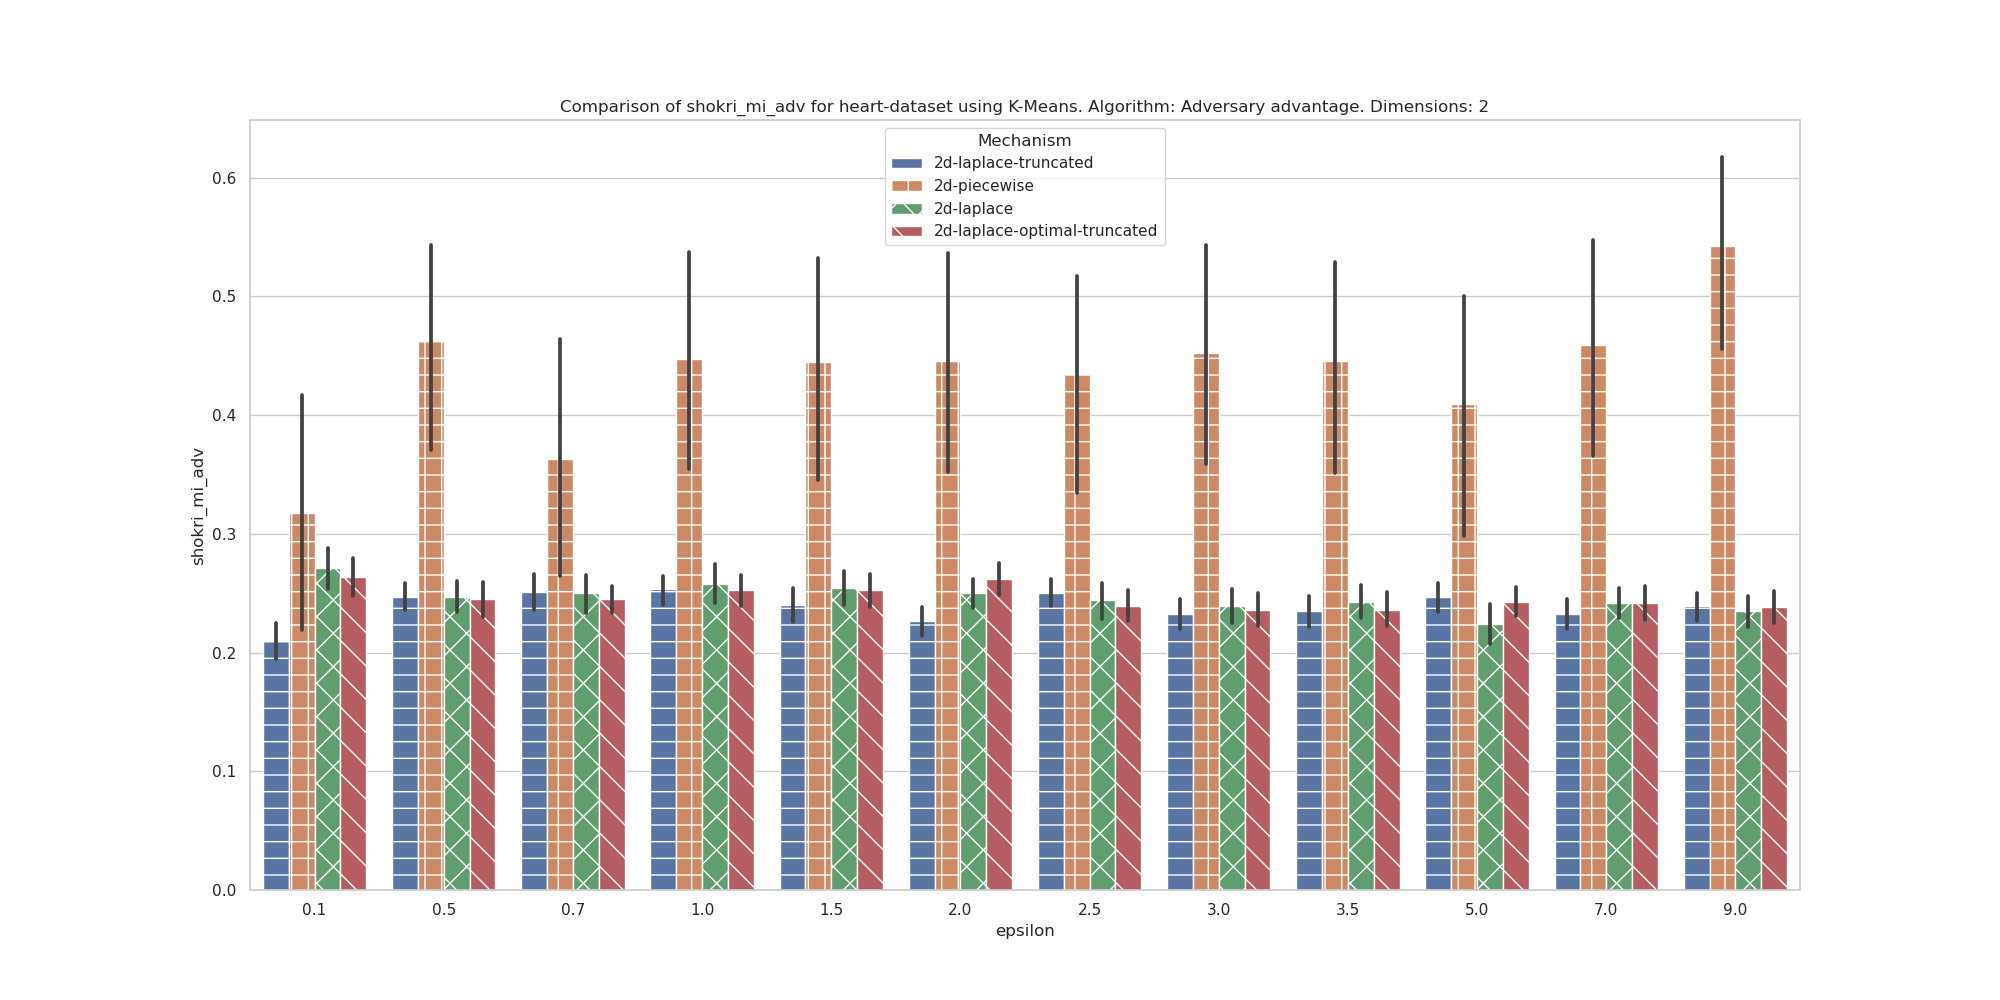 Comparison of shokri_mi_adv for heart-dataset using K-Means. Algorithm: Adversary advantage. Dimensions: 2
Mechanism
2d-laplace-truncated
2d-piecewise
2d-laplace
2d-laplace-optimal-truncated
0.6
0.5
0.4
0.3
0.2
0.1
0.0
shokri_mi_adv
0.1 0.5 0.7 1.0 1.5 2.0 2.5 3.0 3.5 5.0 7.0 9.0
epsilon